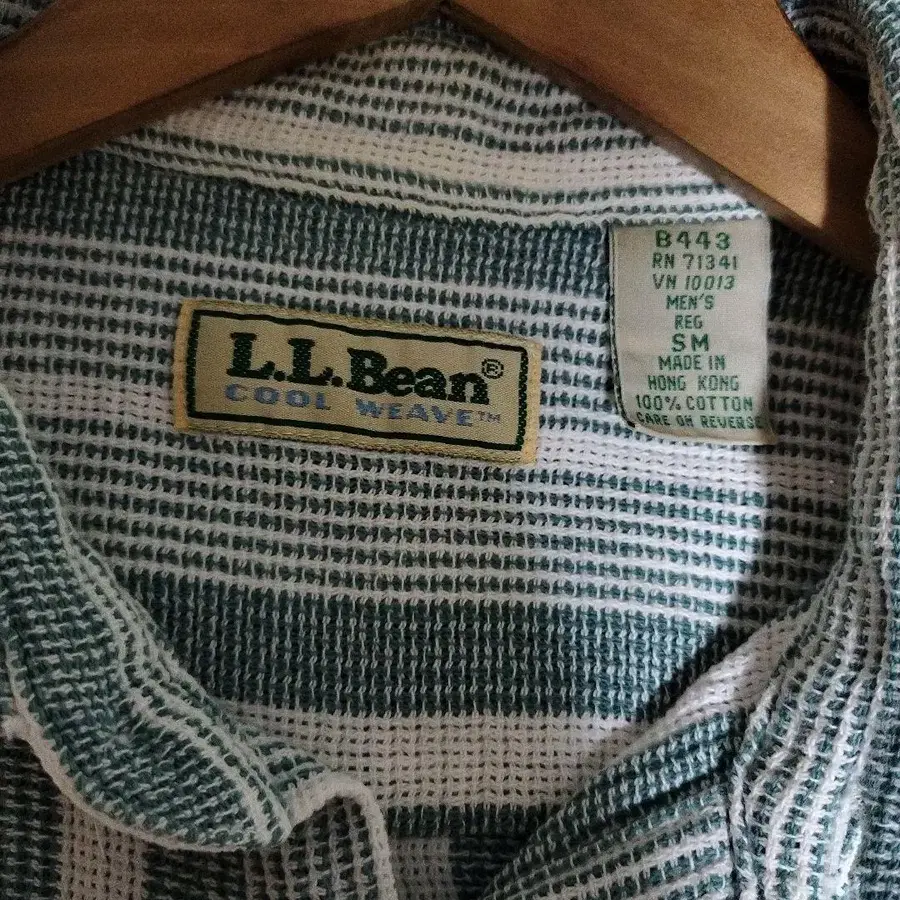 L.L.Bean®
COOL WEAVE™
B443
RN 71341
VN 10013
MEN'S
REG
SM
MADE IN
HONG KONG
100% COTTON
CARE ON REVERSE